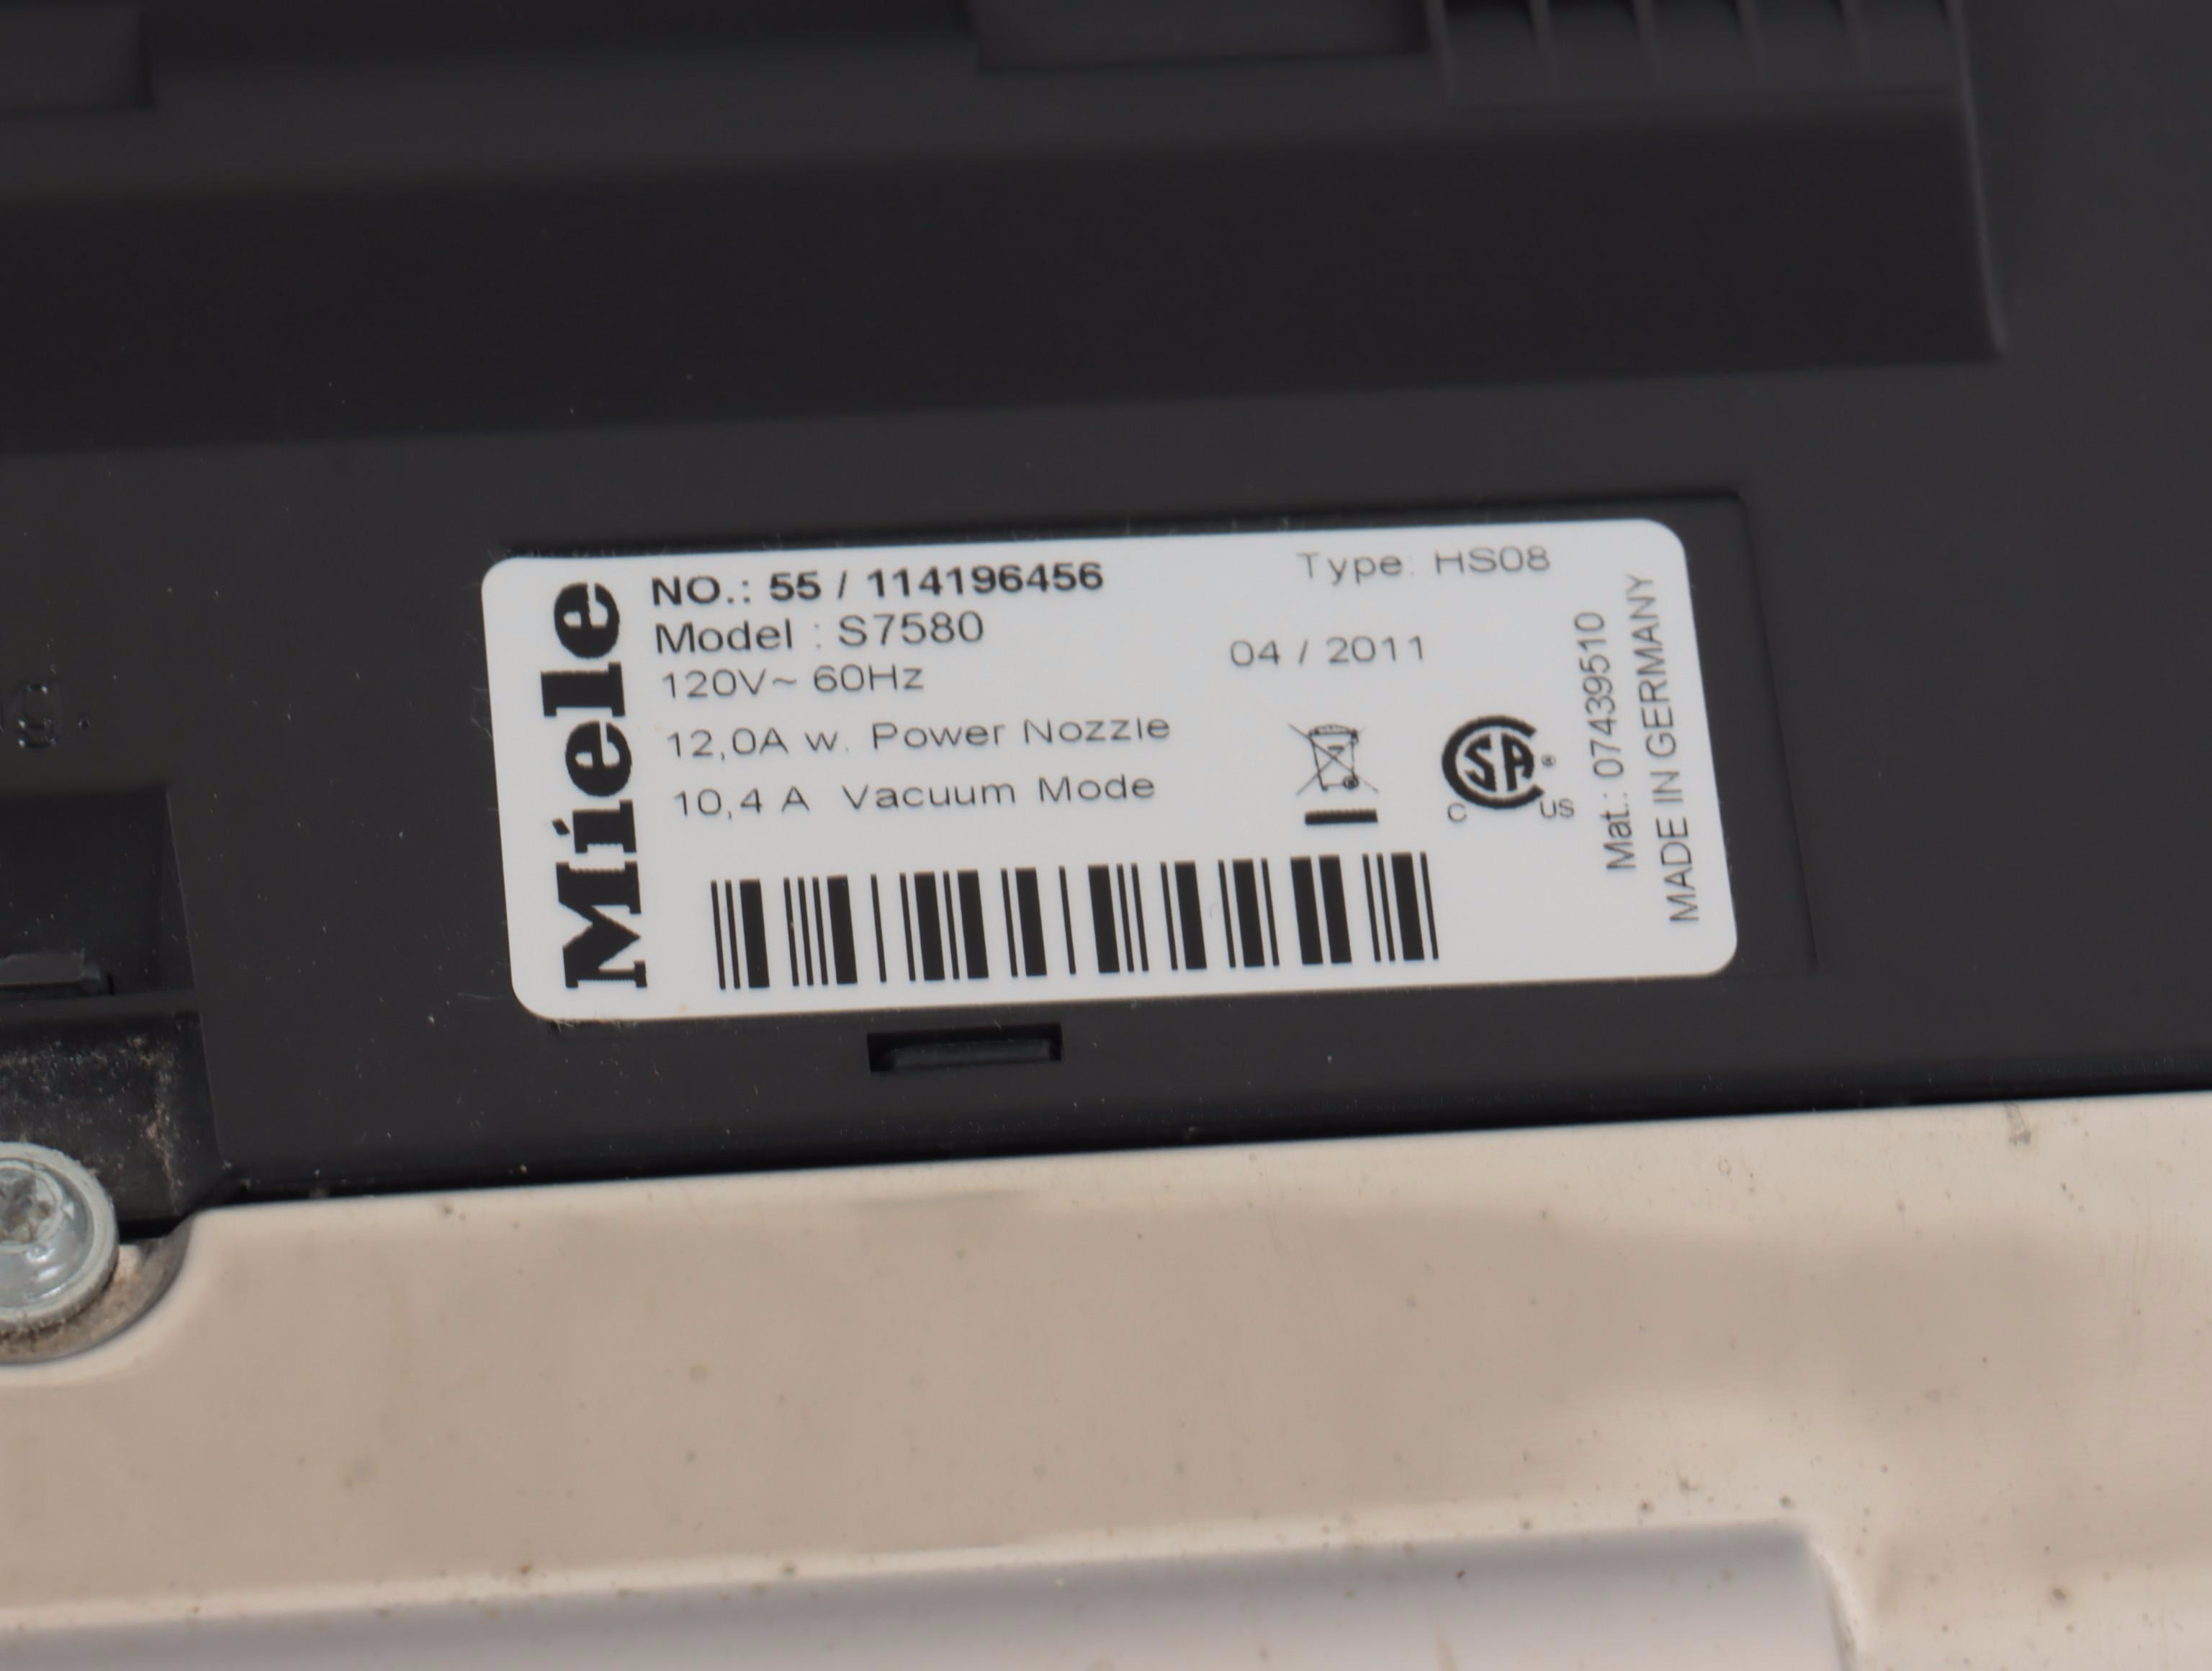 Miele
NO.: 55 / 114196456
Type: HS08
Model : S7580
04 / 2011
120V~ 60Hz
12,0A w. Power Nozzle
10,4 A Vacuum Mode
CSA®
C US
Mat.: 07439510
MADE IN GERMANY